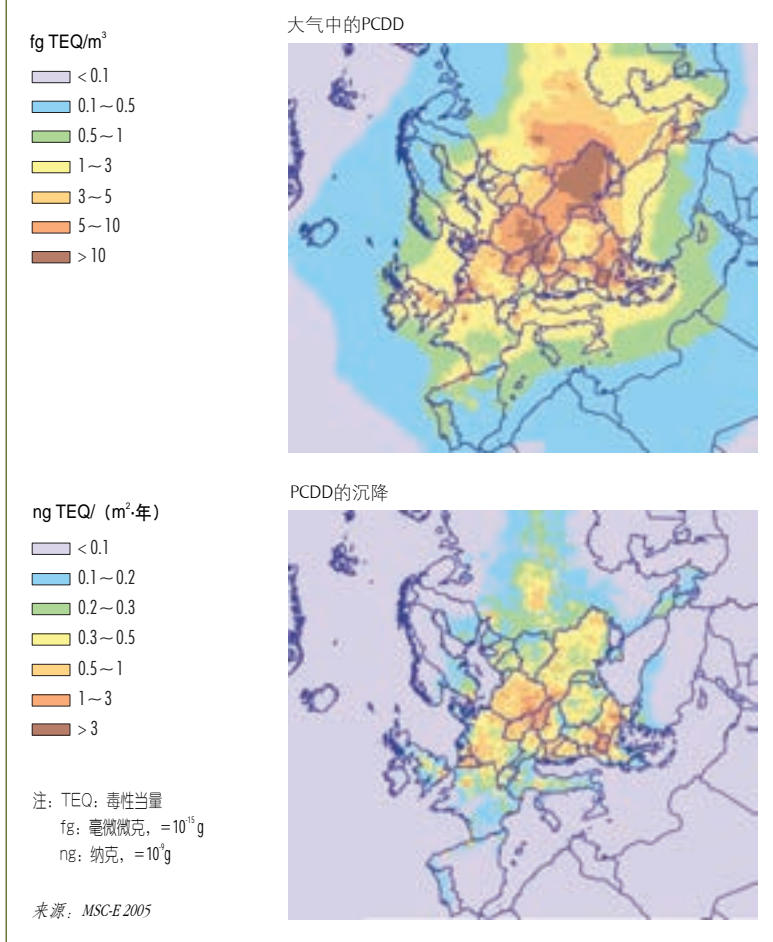 大气中的PCDD
fg TEQ/m³
< 0.1
0.1～0.5
0.5～1
1～3
3～5
5～10
> 10
PCDD的沉降
ng TEQ/（m²·年）
< 0.1
0.1～0.2
0.2～0.3
0.3～0.5
0.5～1
1～3
> 3
注：TEQ：毒性当量
fg：毫微微克，=10⁻¹⁵ g
ng：纳克，=10⁻⁹g
来源：MSC-E 2005